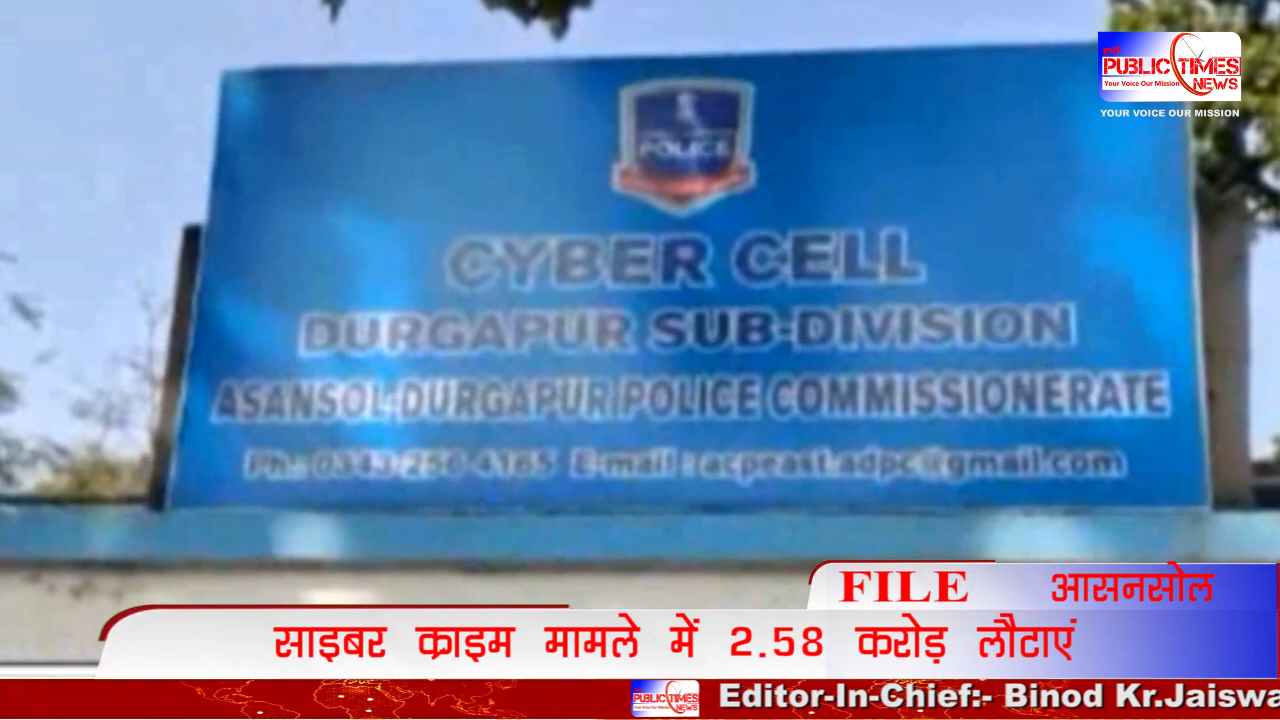 PUBLIC TIMES
NEWS
Your Voice Our Mission
YOUR VOICE OUR MISSION
POLICE
CYBER CELL
DURGAPUR SUB-DIVISION
ASANSOL-DURGAPUR POLICE COMMISSIONERATE
Ph.: 0343-250-4165 E-mail : acpeast.adpc@gmail.com
FILE आसनसोल
साइबर क्राइम मामले में 2.58 करोड़ लौटाएं
PUBLIC TIMES
NEWS
Editor-In-Chief:- Binod Kr.Jaiswa